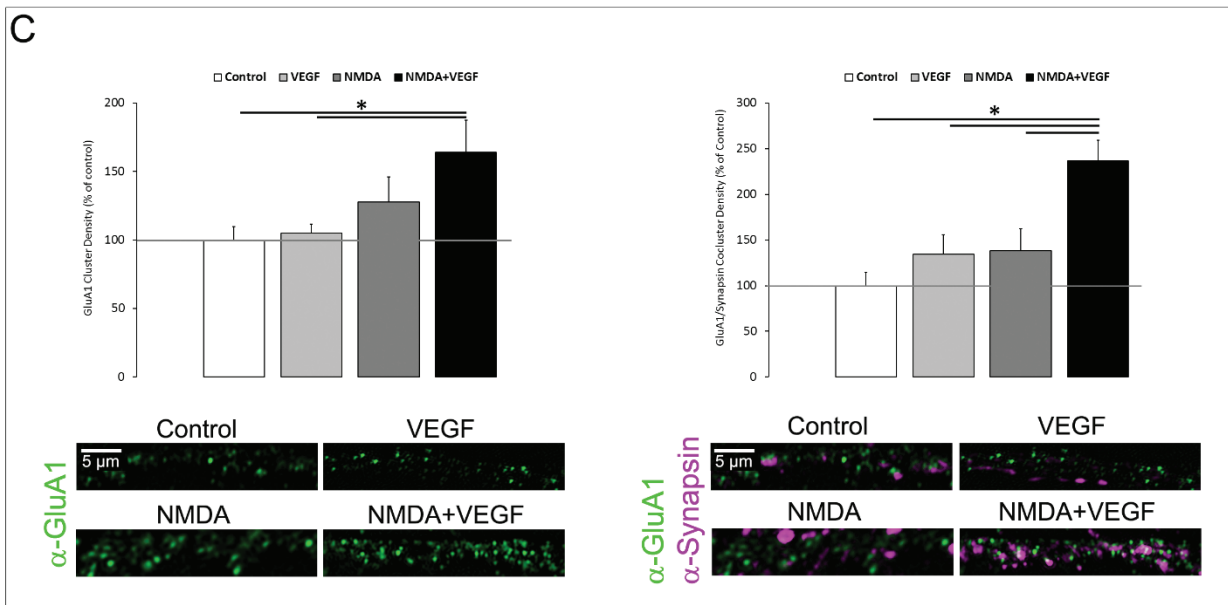 C
Control VEGF NMDA NMDA+VEGF
GluA1 Cluster Density (% of control)
200
150
100
50
0
*
Control VEGF NMDA NMDA+VEGF
GluA1/Synapsin Cocluster Density (% of Control)
300
250
200
150
100
50
0
*
α-GluA1
Control VEGF
5 µm
NMDA NMDA+VEGF
α-GluA1
α-Synapsin
Control VEGF
5 µm
NMDA NMDA+VEGF